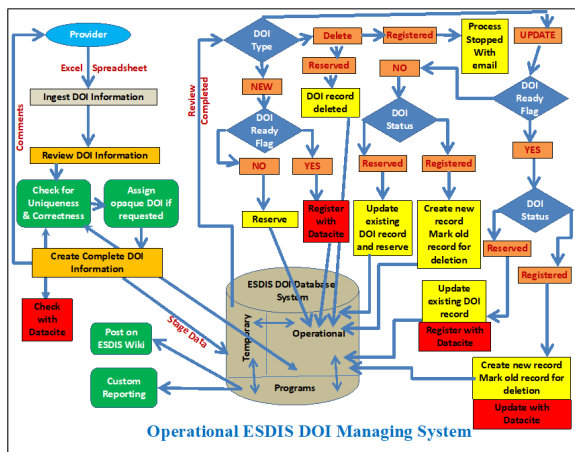 Provider
Excel Spreadsheet
Ingest DOI Information
Comments
Review DOI Information
Check for
Uniqueness
& Correctness
Assign
opaque DOI if
requested
Create Complete DOI
Information
Check
with
Datacite
Stage Data
Post on
ESDIS Wiki
Custom
Reporting
Review
Completed
DOI
Type
Delete
Registered
Process
Stopped
With
email
UPDATE
Reserved
DOI record
deleted
NEW
DOI
Ready
Flag
NO
YES
Reserve
Register
with
Datacite
NO
DOI
Status
Reserved
Registered
Update
existing
DOI record
and reserve
Create new
record
Mark old
record for
deletion
DOI
Ready
Flag
YES
DOI
Status
Reserved
Registered
Update
existing DOI
record
Register with
Datacite
Create new record
Mark old record for
deletion
Update with
Datacite
ESDIS DOI Database
System
Temporary
Operational
Programs
Operational ESDIS DOI Managing System